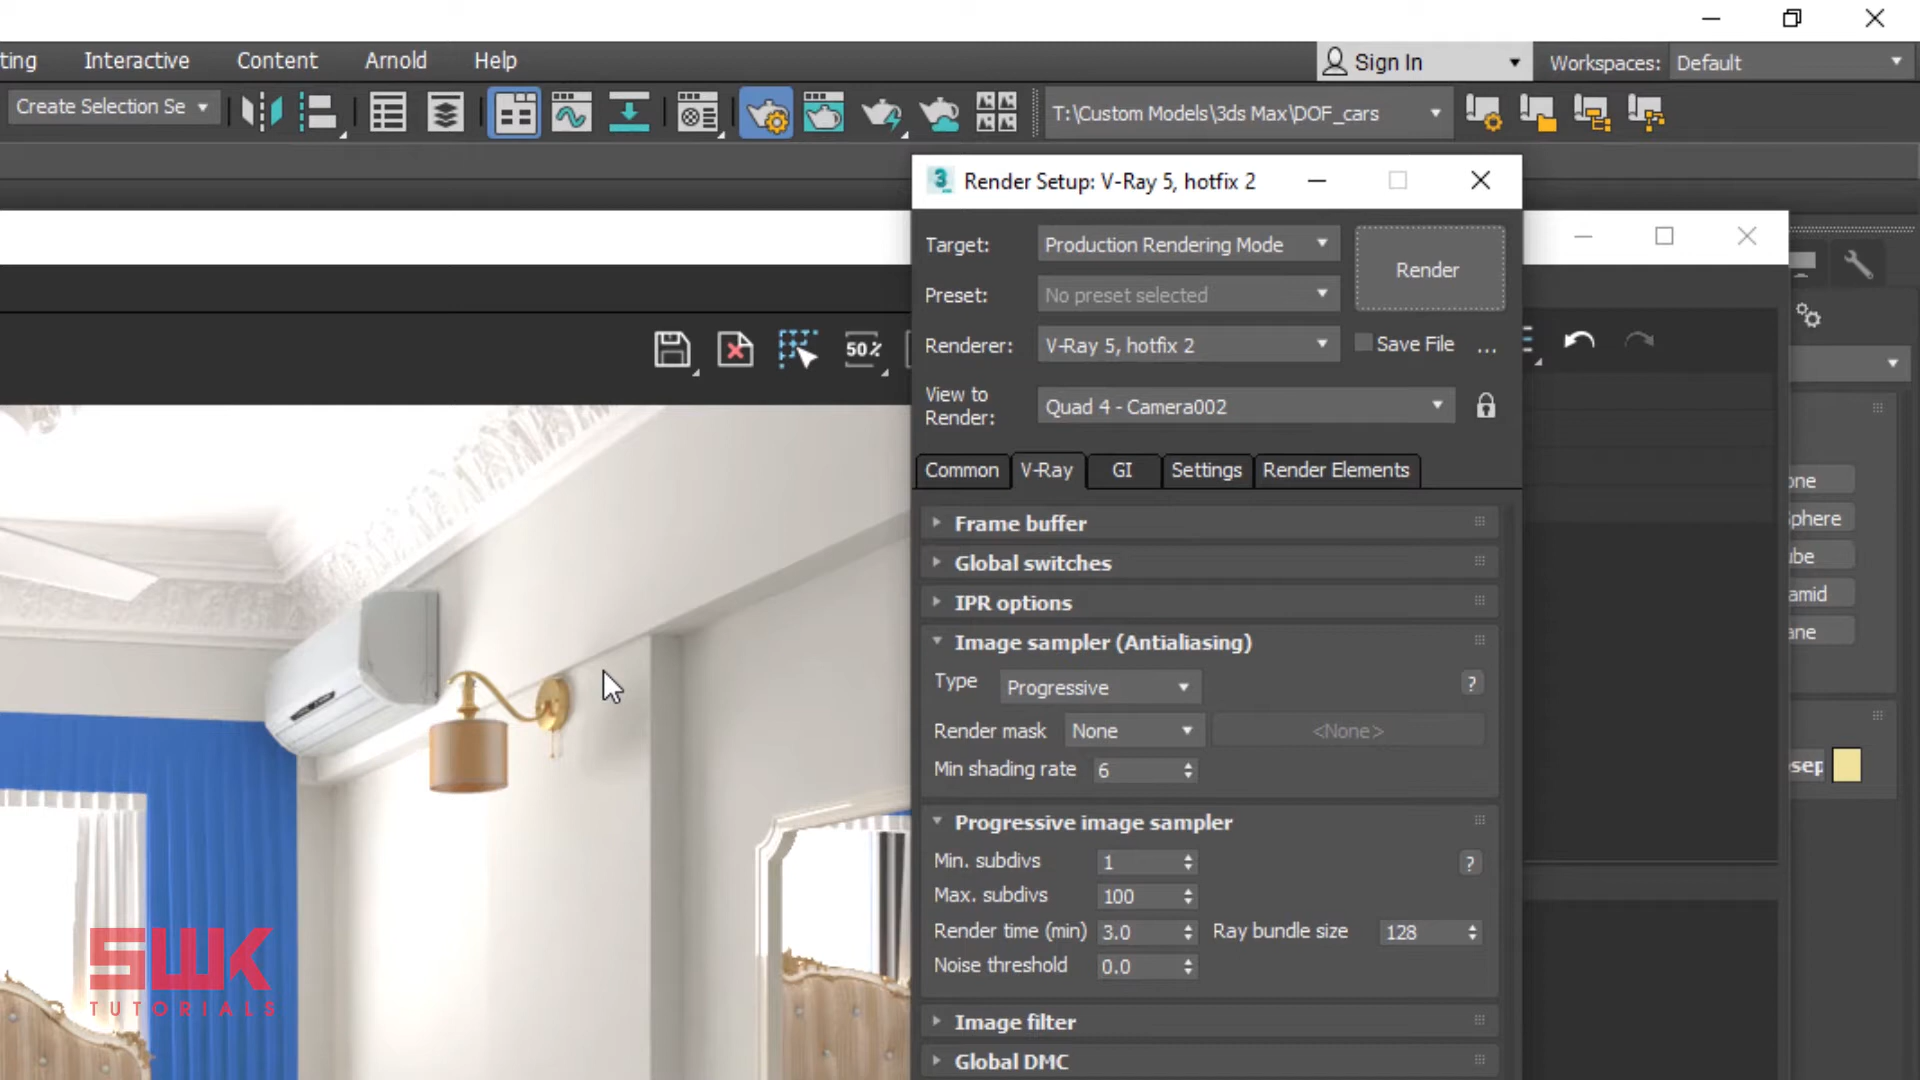 ting Interactive Content Arnold Help Sign In Workspaces: Default
Create Selection Se T:\Custom Models\3ds Max\DOF_cars
3 Render Setup: V-Ray 5, hotfix 2
Target: Production Rendering Mode Render
Preset: No preset selected
Renderer: V-Ray 5, hotfix 2 Save File ...
50%
View to
Render: Quad 4 - Camera002
Common V-Ray GI Settings Render Elements
one
Frame buffer
phere
Global switches
ube
IPR options
amid
Image sampler (Antialiasing)
ane
Type Progressive ?
Render mask None <None>
Min shading rate 6
osep
Progressive image sampler
Min. subdivs 1 ?
Max. subdivs 100
Render time (min) 3.0 Ray bundle size 128
Noise threshold 0.0
SWK
TUTORIALS
Image filter
Global DMC